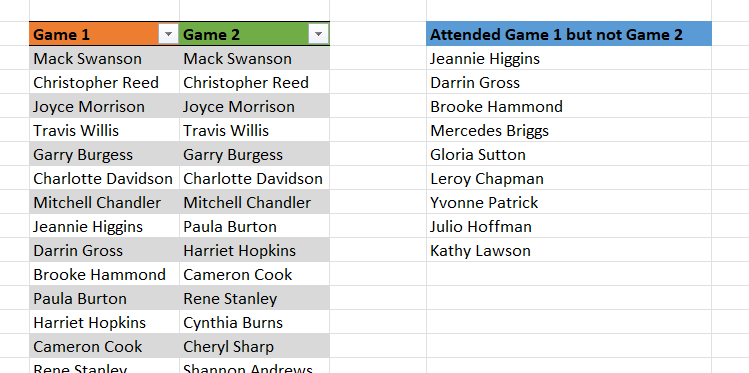 Game 1 Game 2 Attended Game 1 but not Game 2
Mack Swanson Mack Swanson Jeannie Higgins
Christopher Reed Christopher Reed Darrin Gross
Joyce Morrison Joyce Morrison Brooke Hammond
Travis Willis Travis Willis Mercedes Briggs
Garry Burgess Garry Burgess Gloria Sutton
Charlotte Davidson Charlotte Davidson Leroy Chapman
Mitchell Chandler Mitchell Chandler Yvonne Patrick
Jeannie Higgins Paula Burton Julio Hoffman
Darrin Gross Harriet Hopkins Kathy Lawson
Brooke Hammond Cameron Cook
Paula Burton Rene Stanley
Harriet Hopkins Cynthia Burns
Cameron Cook Cheryl Sharp
Rene Stanley Shannon Andrews